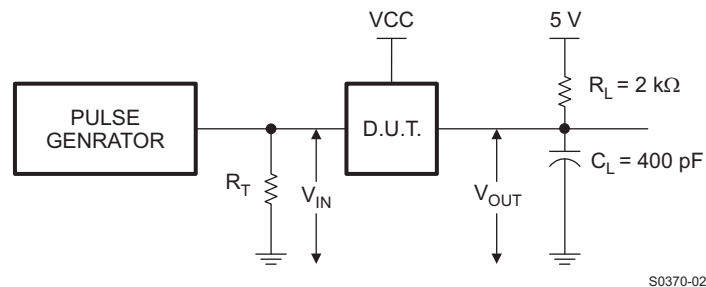 VCC
5 V
PULSE
GENRATOR
D.U.T.
R_L = 2 kΩ
C_L = 400 pF
R_T
V_IN
V_OUT
S0370-02